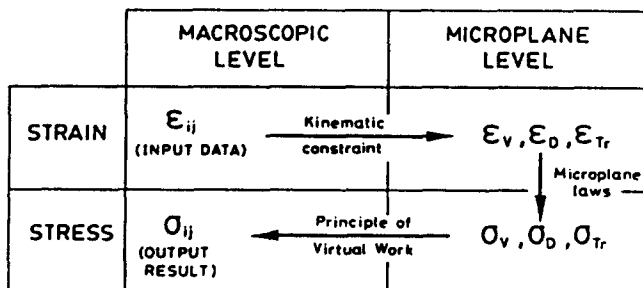 MACROSCOPIC LEVEL
MICROPLANE LEVEL
STRAIN
εij
(INPUT DATA)
Kinematic constraint
εV , εD , εTr
Microplane laws
STRESS
σij
(OUTPUT RESULT)
Principle of Virtual Work
σV , σD , σTr